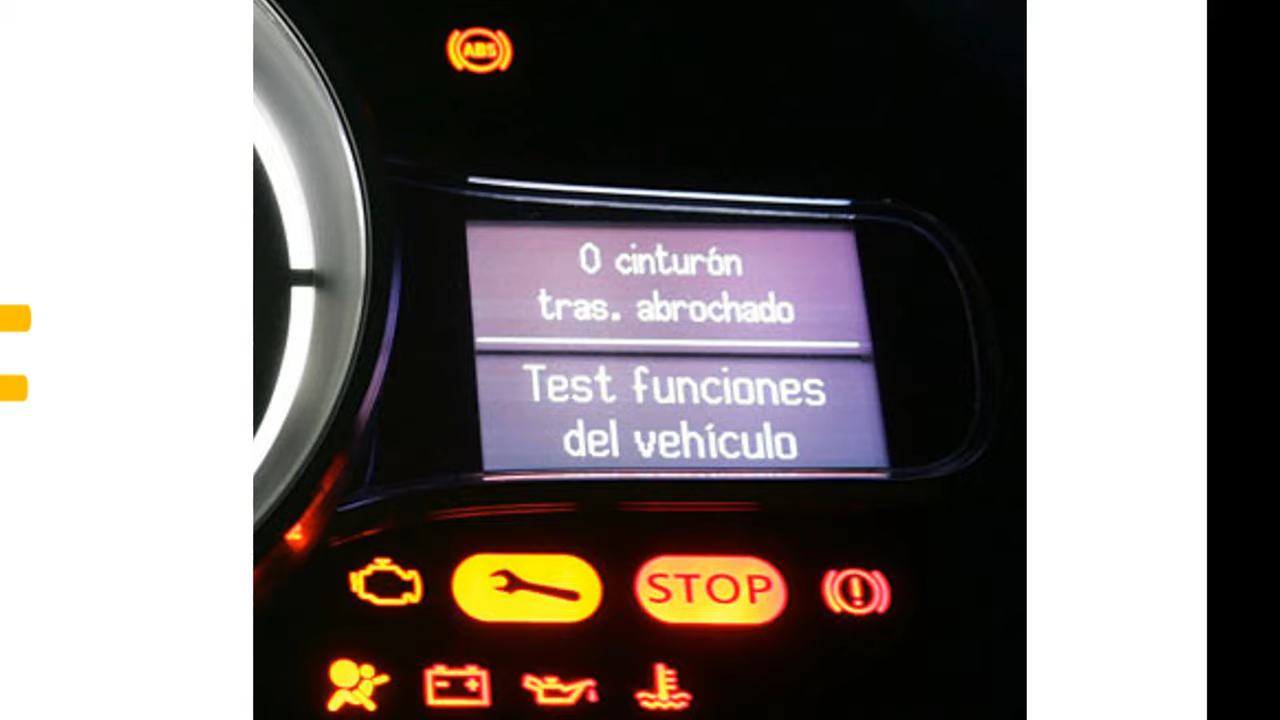 ABS
0 cinturón
tras. abrochado
Test funciones
del vehículo
STOP